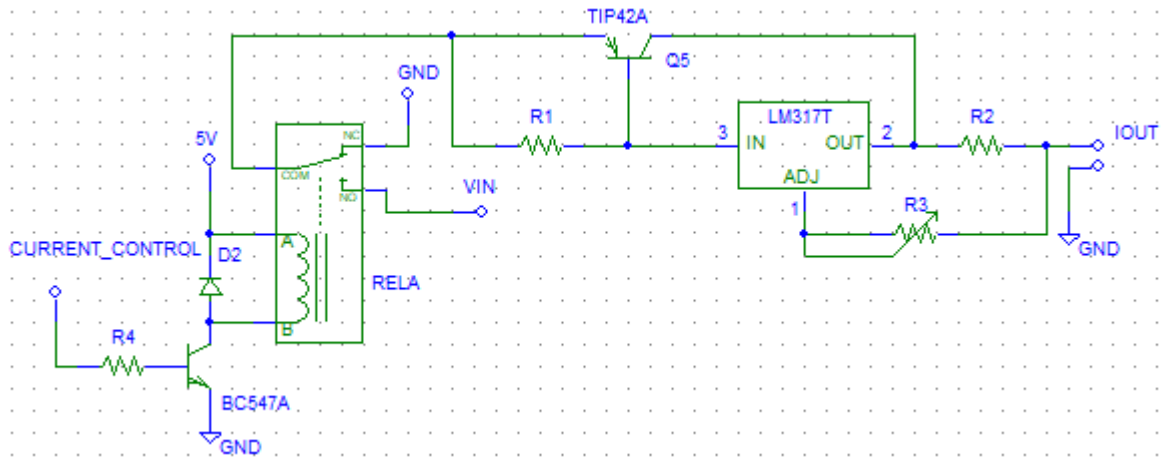 TIP42A
Q5
GND
R1
LM317T
R2
IOUT
5V
NC
3
IN
OUT
2
COM
ADJ
NO
VIN
1
R3
CURRENT_CONTROL
D2
A
GND
RELA
B
R4
BC547A
GND